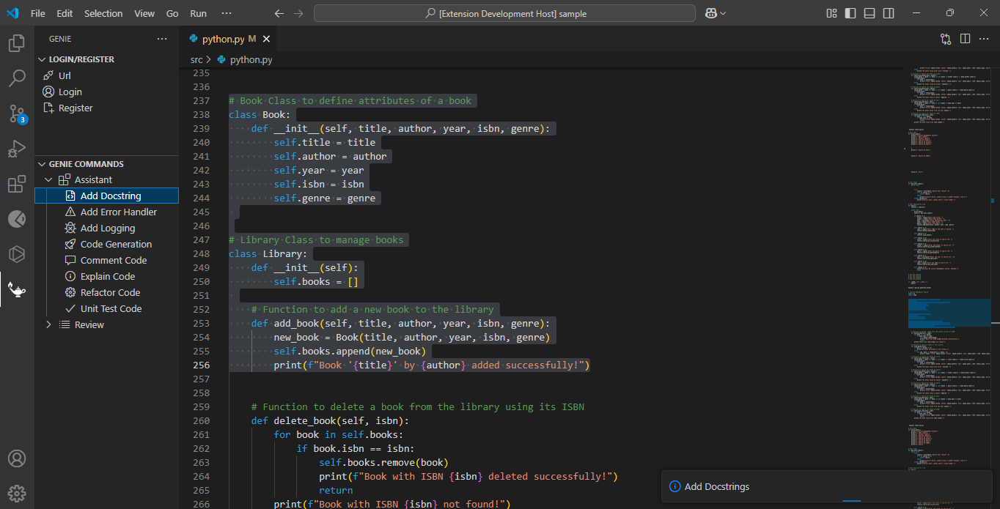 File Edit Selection View Go Run ··· [Extension Development Host] sample
GENIE ···
LOGIN/REGISTER
Url
Login
Register
3
GENIE COMMANDS
Assistant
Add Docstring
Add Error Handler
Add Logging
Code Generation
Comment Code
Explain Code
Refactor Code
Unit Test Code
Review
python.py M
src > python.py
235
236
237 # Book Class to define attributes of a book
238 class Book:
239 def __init__(self, title, author, year, isbn, genre):
240 self.title = title
241 self.author = author
242 self.year = year
243 self.isbn = isbn
244 self.genre = genre
245
246
247 # Library Class to manage books
248 class Library:
249 def __init__(self):
250 self.books = []
251
252 # Function to add a new book to the library
253 def add_book(self, title, author, year, isbn, genre):
254 new_book = Book(title, author, year, isbn, genre)
255 self.books.append(new_book)
256 print(f"Book '{title}' by {author} added successfully!")
257
258
259 # Function to delete a book from the library using its ISBN
260 def delete_book(self, isbn):
261 for book in self.books:
262 if book.isbn == isbn:
263 self.books.remove(book)
264 print(f"Book with ISBN {isbn} deleted successfully!")
265 return
266 print(f"Book with ISBN {isbn} not found!")
Add Docstrings